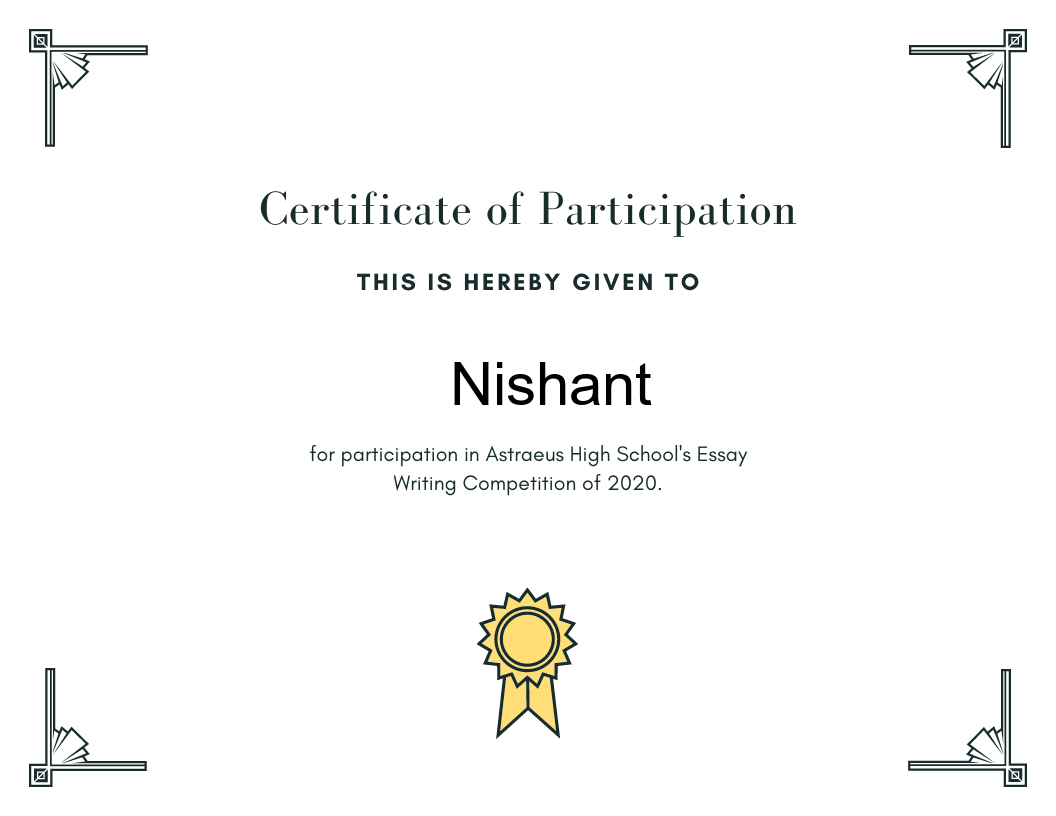 Certificate of Participation
THIS IS HEREBY GIVEN TO
Nishant
for participation in Astraeus High School's Essay
Writing Competition of 2020.